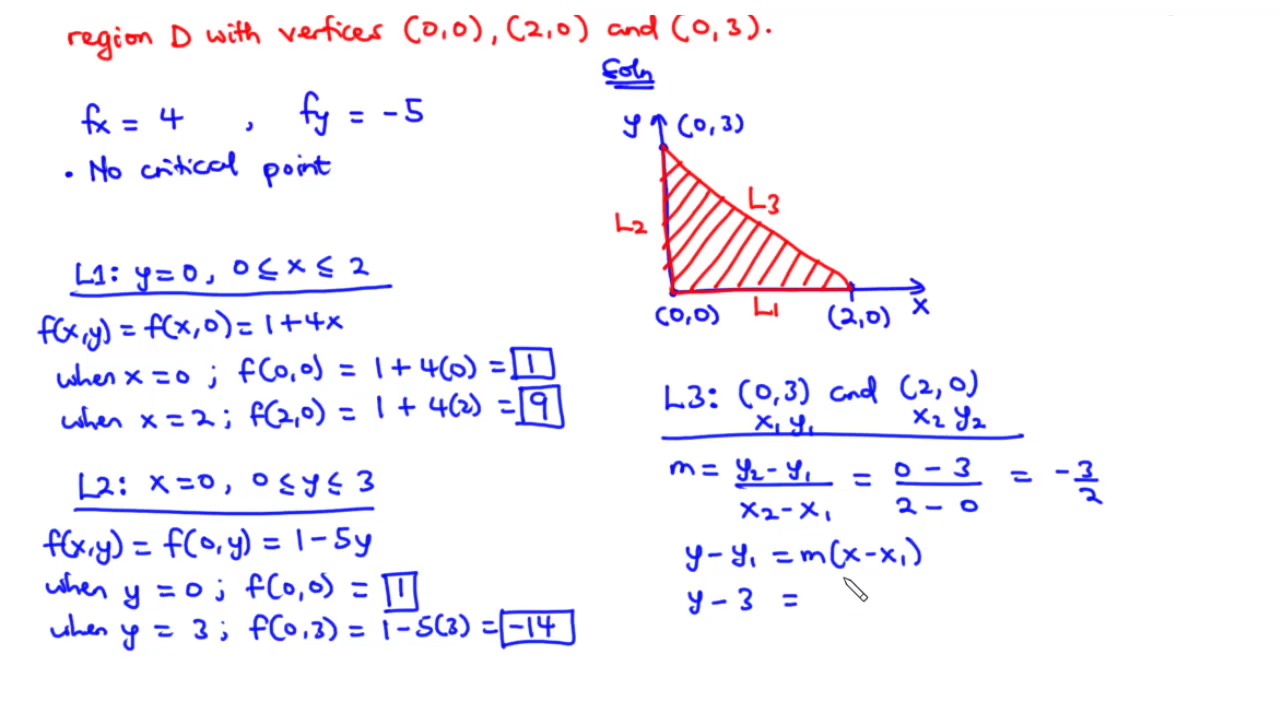 region D with vertices (0,0), (2,0) and (0,3).
Soln
fx = 4 , fy = -5
• No critical point
L1: y=0, 0 ≤ x ≤ 2
f(x,y) = f(x,0) = 1+4x
when x=0 ; f(0,0) = 1 + 4(0) = 1
when x=2 ; f(2,0) = 1 + 4(2) = 9
L2: x=0, 0 ≤ y ≤ 3
f(x,y) = f(0,y) = 1-5y
when y = 0 ; f(0,0) = 1
when y = 3 ; f(0,3) = 1-5(3) = -14
y (0,3)
L3
L2
(0,0) L1 (2,0) x
L3: (0,3) and (2,0)
x₁ y₁ x₂ y₂
m = (y₂-y₁)/(x₂-x₁) = (0-3)/(2-0) = -3/2
y-y₁ = m(x-x₁)
y-3 =